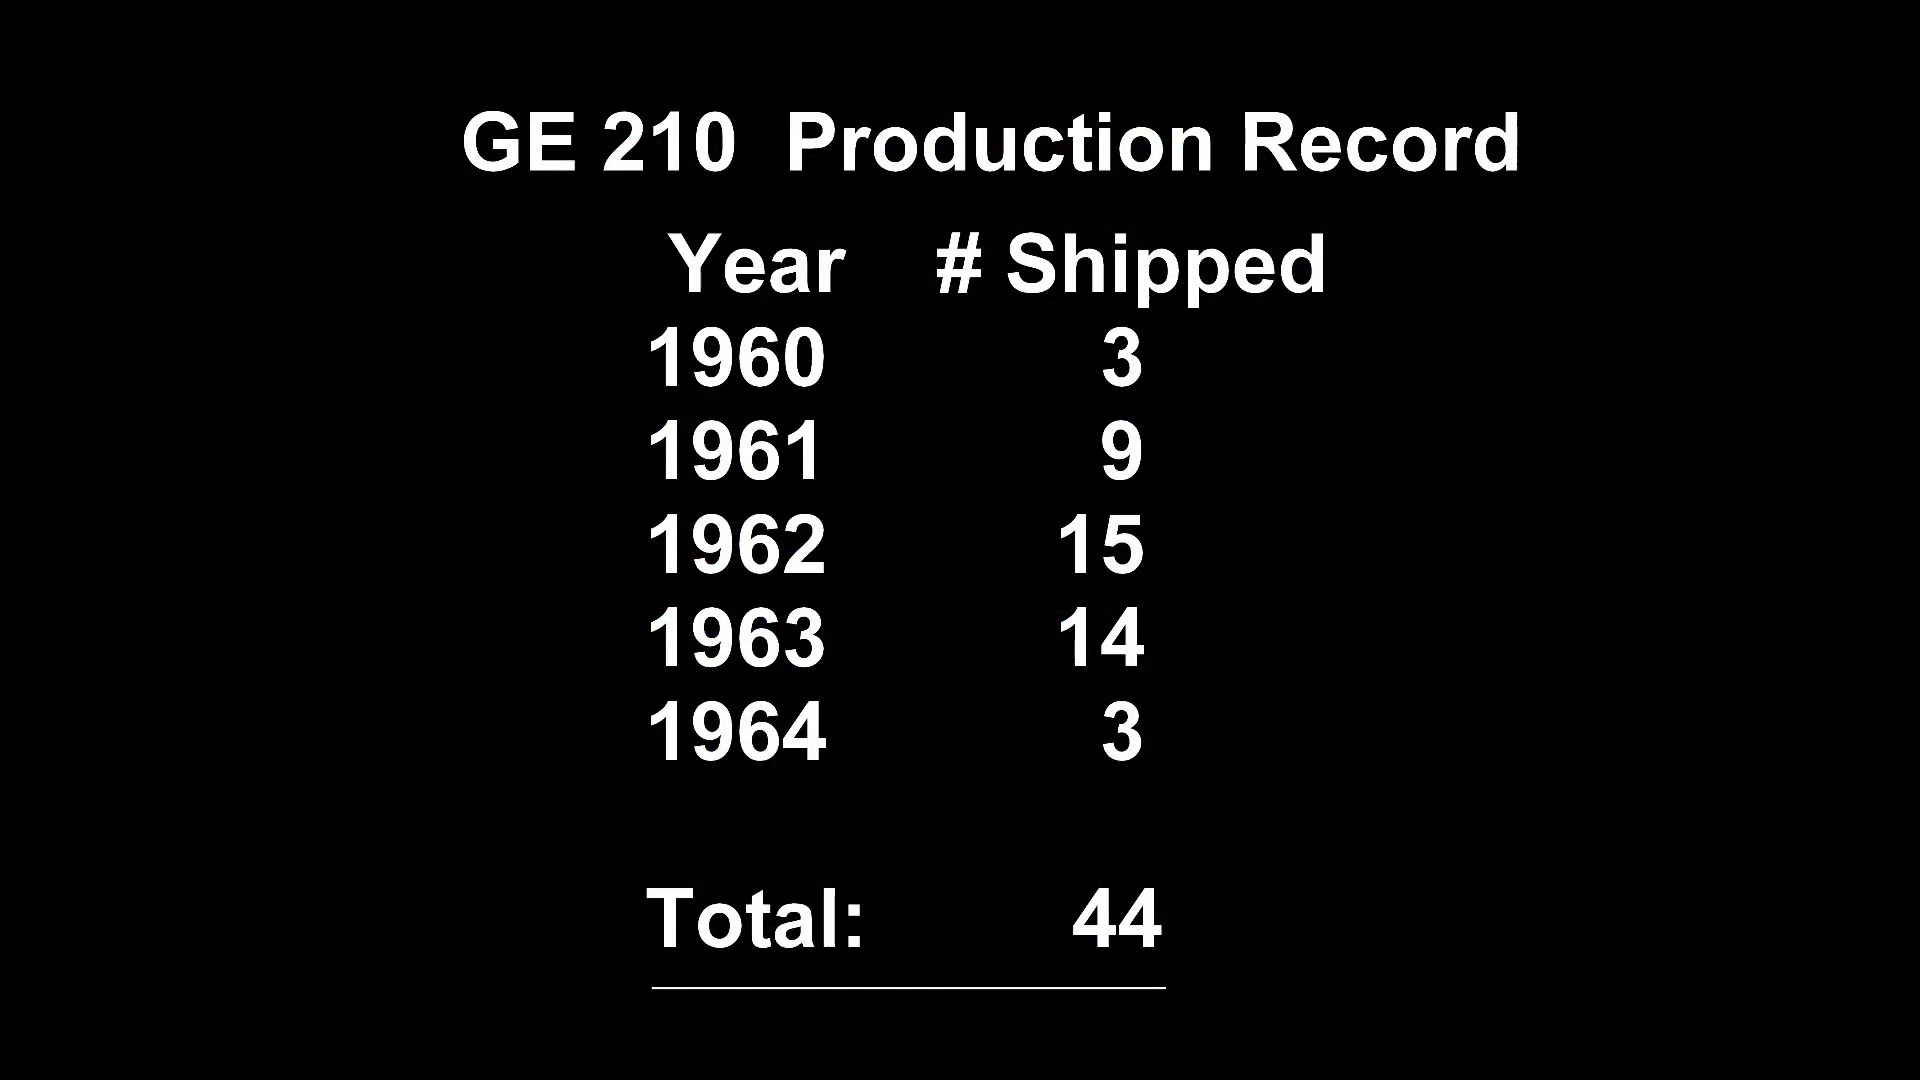 GE 210 Production Record
Year # Shipped
1960 3
1961 9
1962 15
1963 14
1964 3
Total: 44